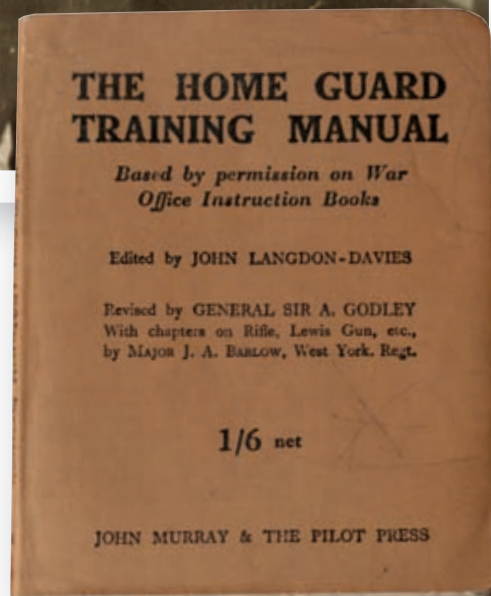 THE HOME GUARD
TRAINING MANUAL
Based by permission on War
Office Instruction Books
Edited by JOHN LANGDON-DAVIES
Revised by GENERAL SIR A. GODLEY
With chapters on Rifle, Lewis Gun, etc.,
by MAJOR J. A. BARLOW, West York. Regt.
1/6 net
JOHN MURRAY & THE PILOT PRESS